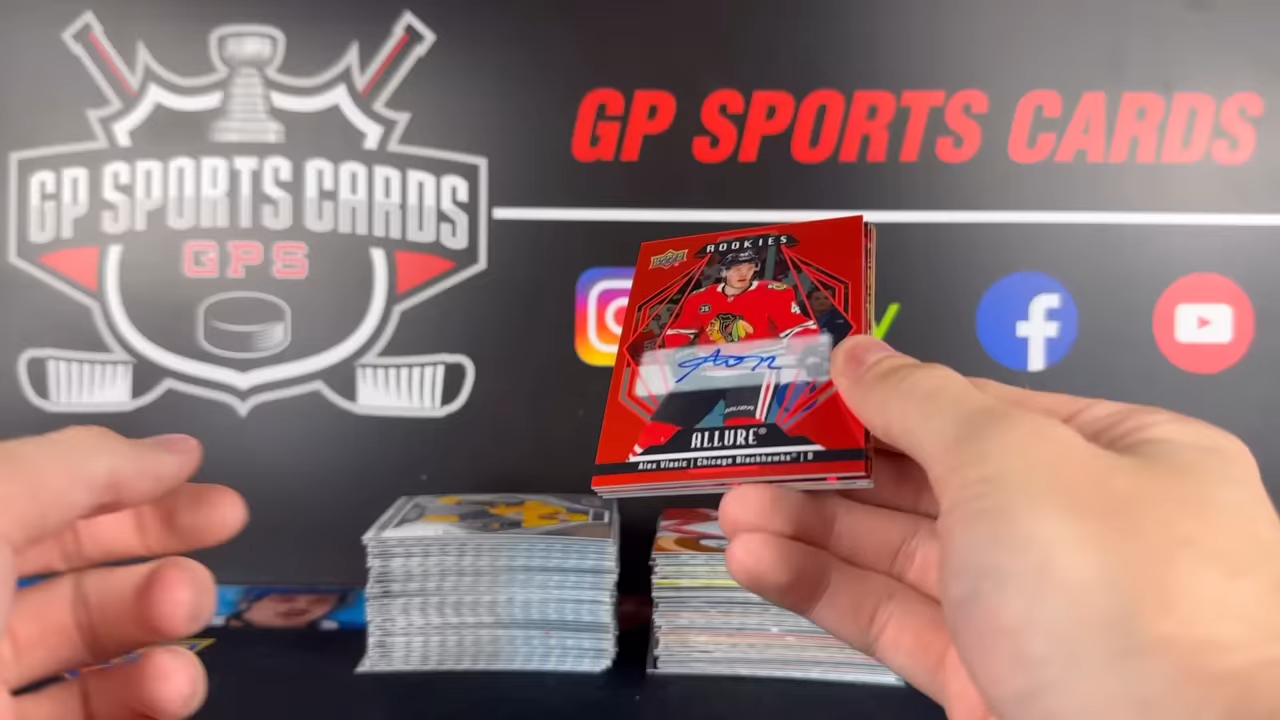 GP SPORTS CARDS
GP SPORTS CARDS
GPS
ROOKIES
ALLURE®
Alex Vlasic | Chicago Blackhawks® | D